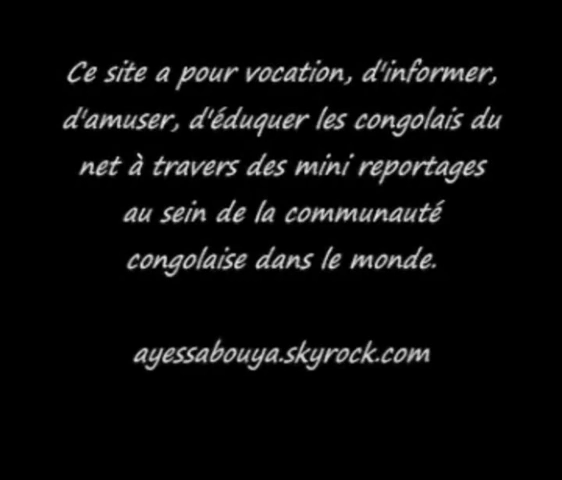 Ce site a pour vocation, d'informer,
d'amuser, d'éduquer les congolais du
net à travers des mini reportages
au sein de la communauté
congolaise dans le monde.
ayessabouya.skyrock.com